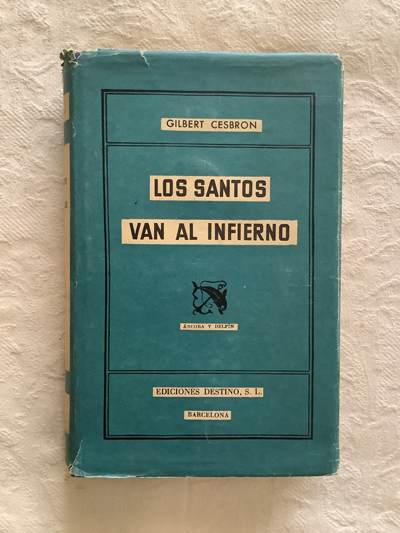 GILBERT CESBRON
LOS SANTOS
VAN AL INFIERNO
ÁNCORA Y DELFÍN
EDICIONES DESTINO, S. L.
BARCELONA